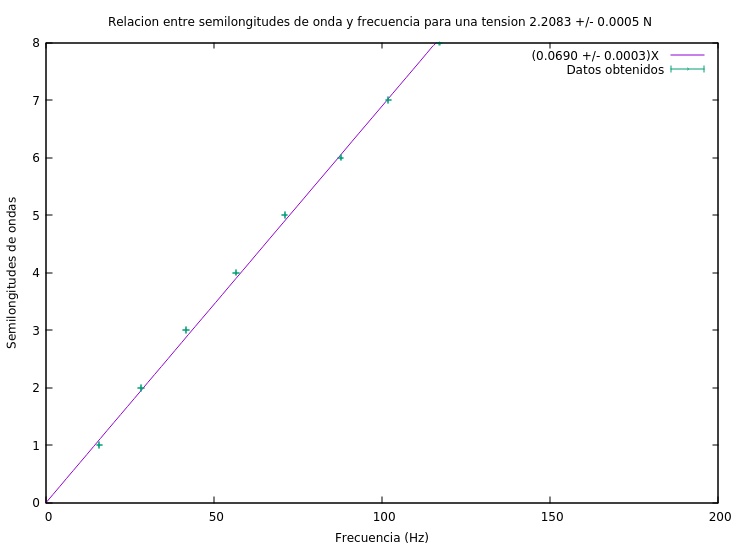 Relacion entre semilongitudes de onda y frecuencia para una tension 2.2083 +/- 0.0005 N
(0.0690 +/- 0.0003)X
Datos obtenidos
8
7
6
5
4
3
2
1
0
Semilongitudes de ondas
0 50 100 150 200
Frecuencia (Hz)